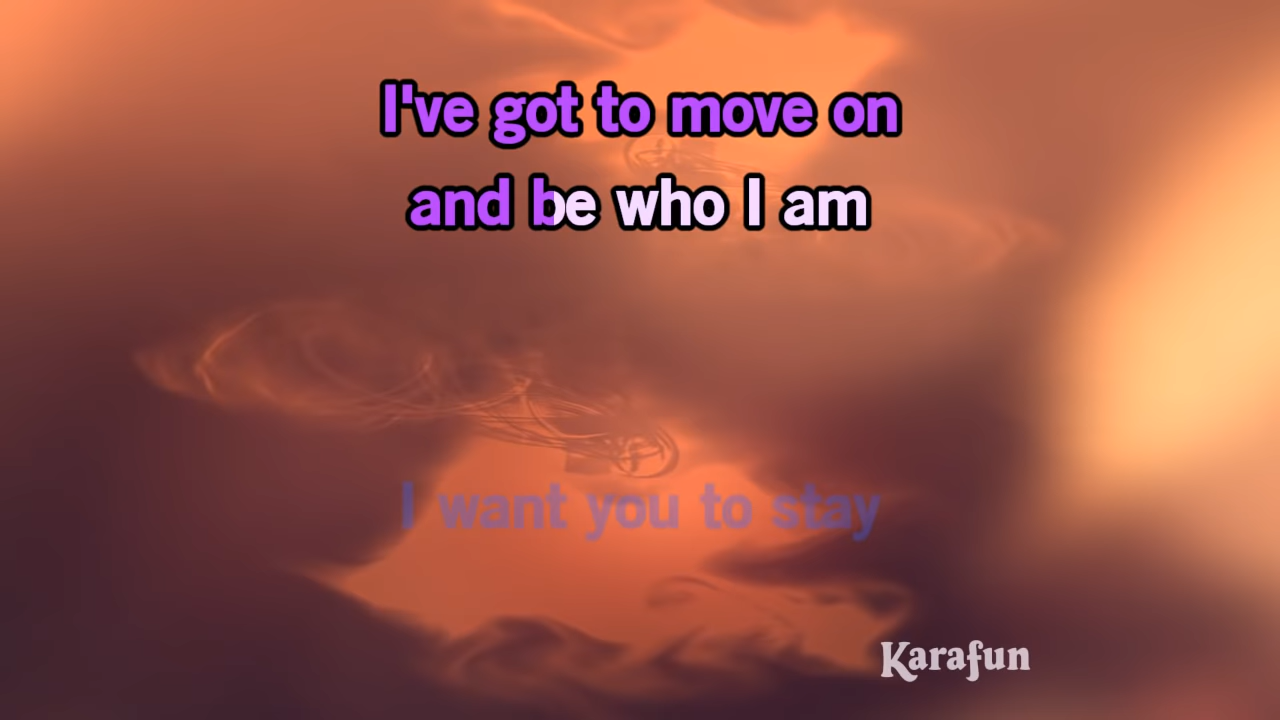 I've got to move on
and be who I am
I want you to stay
Karafun